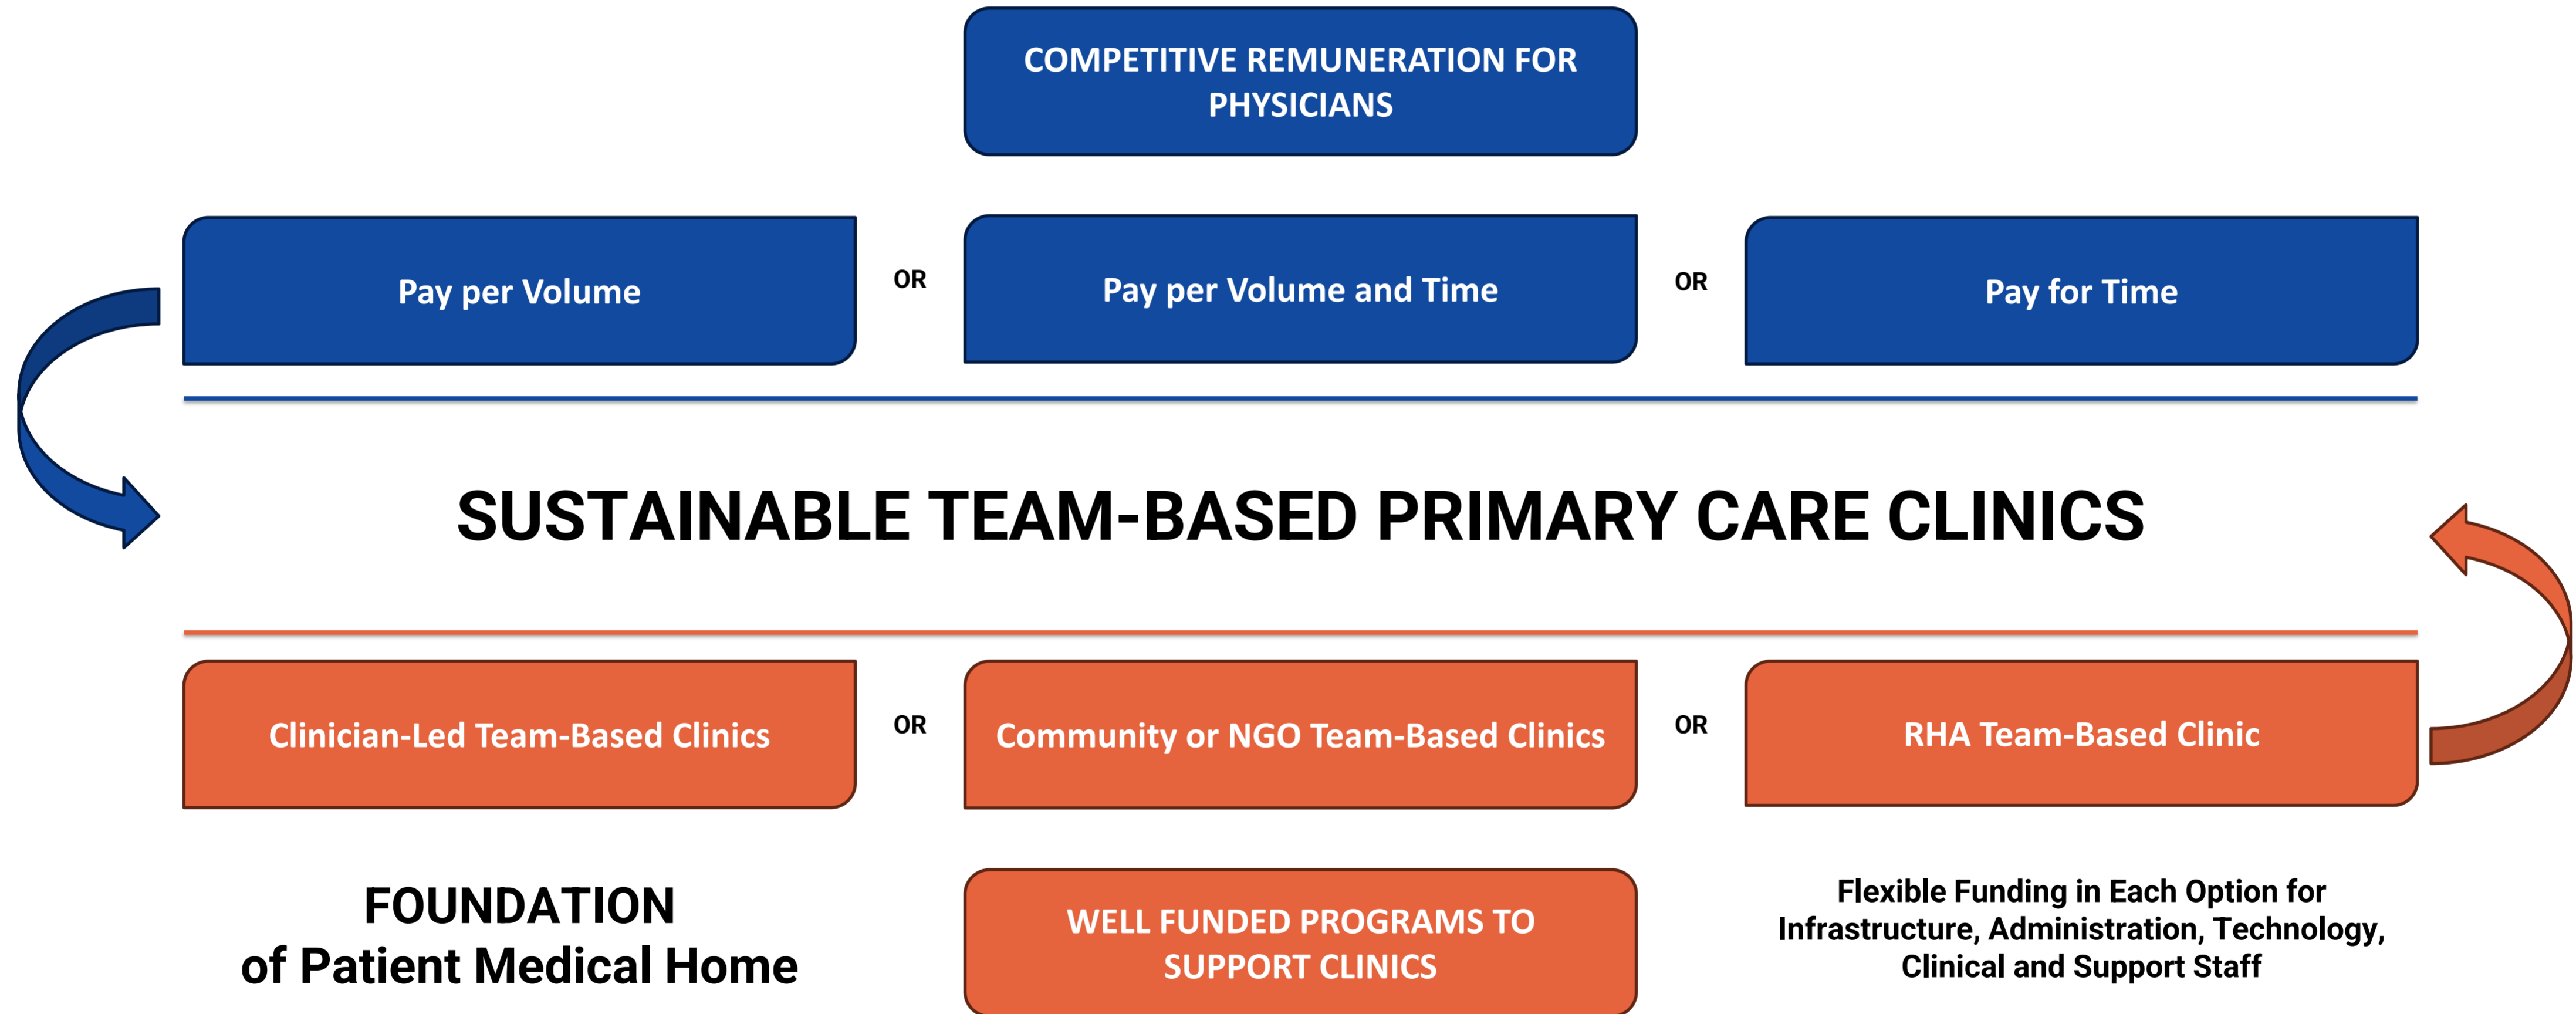 COMPETITIVE REMUNERATION FOR
PHYSICIANS
Pay per Volume
OR
Pay per Volume and Time
OR
Pay for Time
SUSTAINABLE TEAM-BASED PRIMARY CARE CLINICS
Clinician-Led Team-Based Clinics
OR
Community or NGO Team-Based Clinics
OR
RHA Team-Based Clinic
FOUNDATION
of Patient Medical Home
WELL FUNDED PROGRAMS TO
SUPPORT CLINICS
Flexible Funding in Each Option for
Infrastructure, Administration, Technology,
Clinical and Support Staff